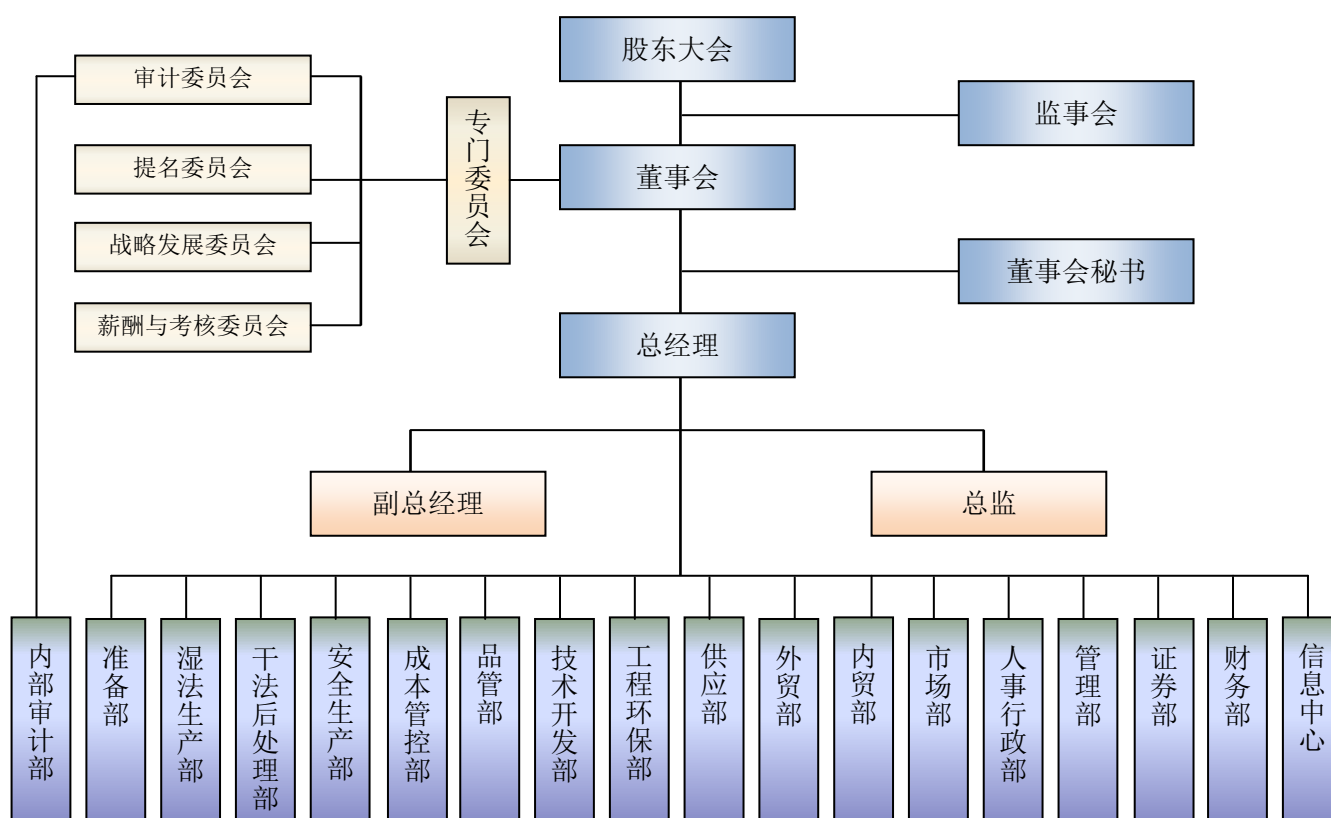 股东大会
审计委员会
监事会
专门委员会
提名委员会
董事会
战略发展委员会
董事会秘书
薪酬与考核委员会
总经理
副总经理
总监
内部审计部
准备部
湿法生产部
干法后处理部
安全生产部
成本管控部
品管部
技术开发部
工程环保部
供应部
外贸部
内贸部
市场部
人事行政部
管理部
证券部
财务部
信息中心